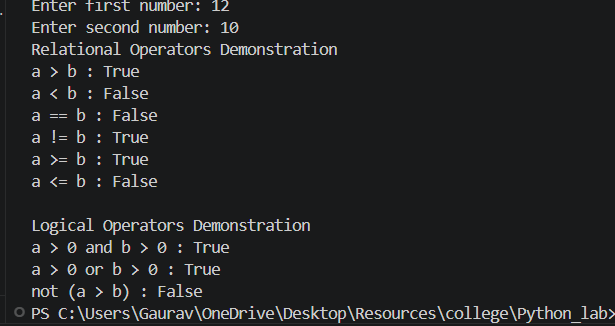 Enter first number: 12
Enter second number: 10
Relational Operators Demonstration
a > b : True
a < b : False
a == b : False
a != b : True
a >= b : True
a <= b : False

Logical Operators Demonstration
a > 0 and b > 0 : True
a > 0 or b > 0 : True
not (a > b) : False
PS C:\Users\Gaurav\OneDrive\Desktop\Resources\college\Python_lab>